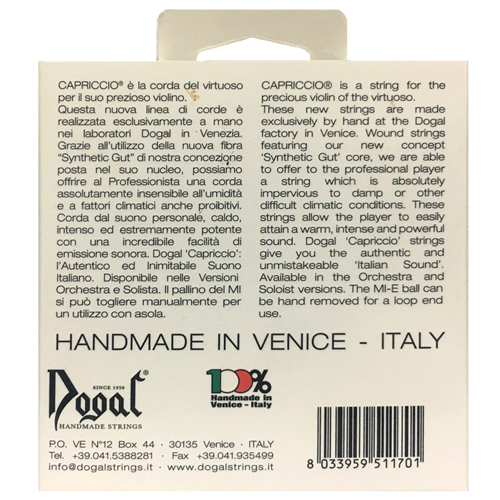 CAPRICCIO® è la corda del virtuoso
per il suo prezioso violino.
Questa nuova linea di corde è
realizzata esclusivamente a mano
nei laboratori Dogal in Venezia.
Grazie all'utilizzo della nuova fibra
"Synthetic Gut" di nostra concezione
posta nel suo nucleo, possiamo
offrire al Professionista una corda
assolutamente insensibile all'umidità
e a fattori climatici anche proibitivi.
Corda dal suono personale, caldo,
intenso ed estremamente potente
con una incredibile facilità di
emissione sonora. Dogal 'Capriccio':
l'Autentico ed Inimitabile Suono
Italiano. Disponibile nelle Versioni
Orchestra e Solista. Il pallino del MI
si può togliere manualmente per
un utilizzo con asola.
CAPRICCIO® is a string for the
precious violin of the virtuoso.
These new strings are made
exclusively by hand at the Dogal
factory in Venice. Wound strings
featuring our new concept
'Synthetic Gut' core, we are able
to offer to the professional player
a string which is absolutely
impervious to damp or other
difficult climatic conditions. These
strings allow the player to easily
attain a warm, intense and powerful
sound. Dogal 'Capriccio' strings
give you the authentic and
unmistakeable 'Italian Sound'.
Available in the Orchestra and
Soloist versions. The MI-E ball can
be hand removed for a loop end
use.
HANDMADE IN VENICE - ITALY
SINCE 1950
Dogal®
HANDMADE STRINGS
100%
Handmade in
Venice - Italy
P.O. VE N°12 Box 44 · 30135 Venice · ITALY
Tel. +39.041.5388281 · Fax +39.041.935499
info@dogalstrings.it · www.dogalstrings.it
8 033959 511701